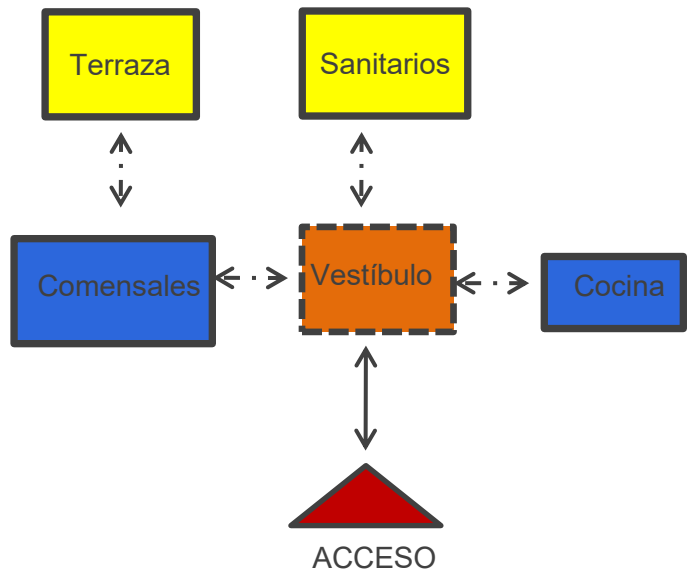 Terraza
Sanitarios
Comensales
Vestíbulo
Cocina
ACCESO